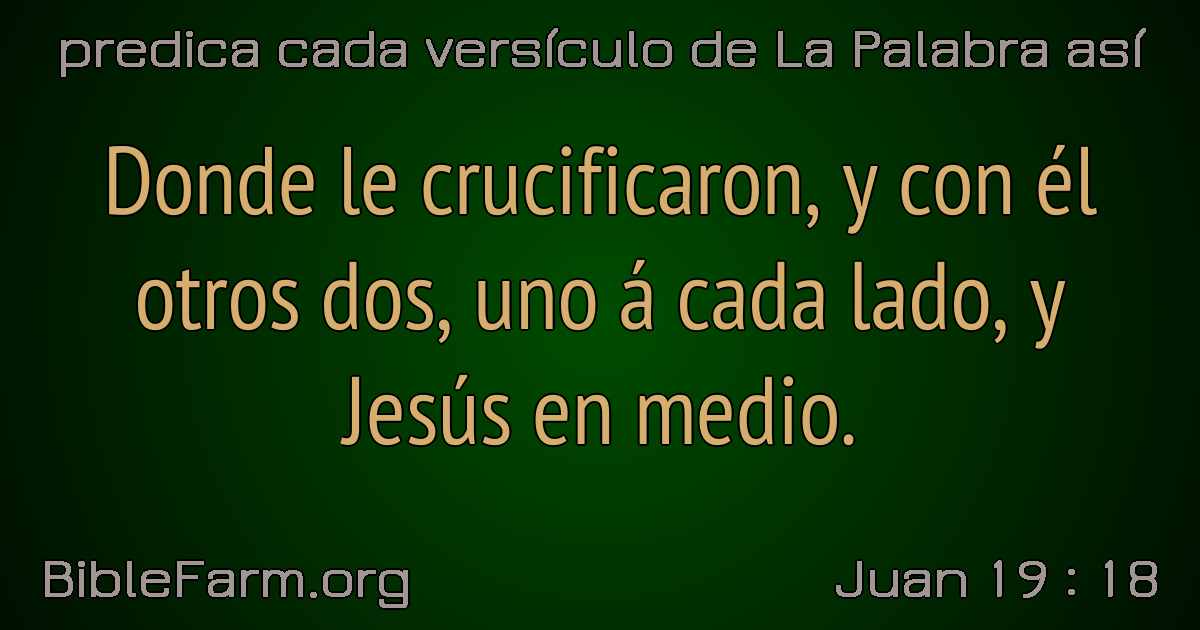 predica cada versículo de La Palabra así
Donde le crucificaron, y con él
otros dos, uno á cada lado, y
Jesús en medio.
BibleFarm.org
Juan 19 : 18